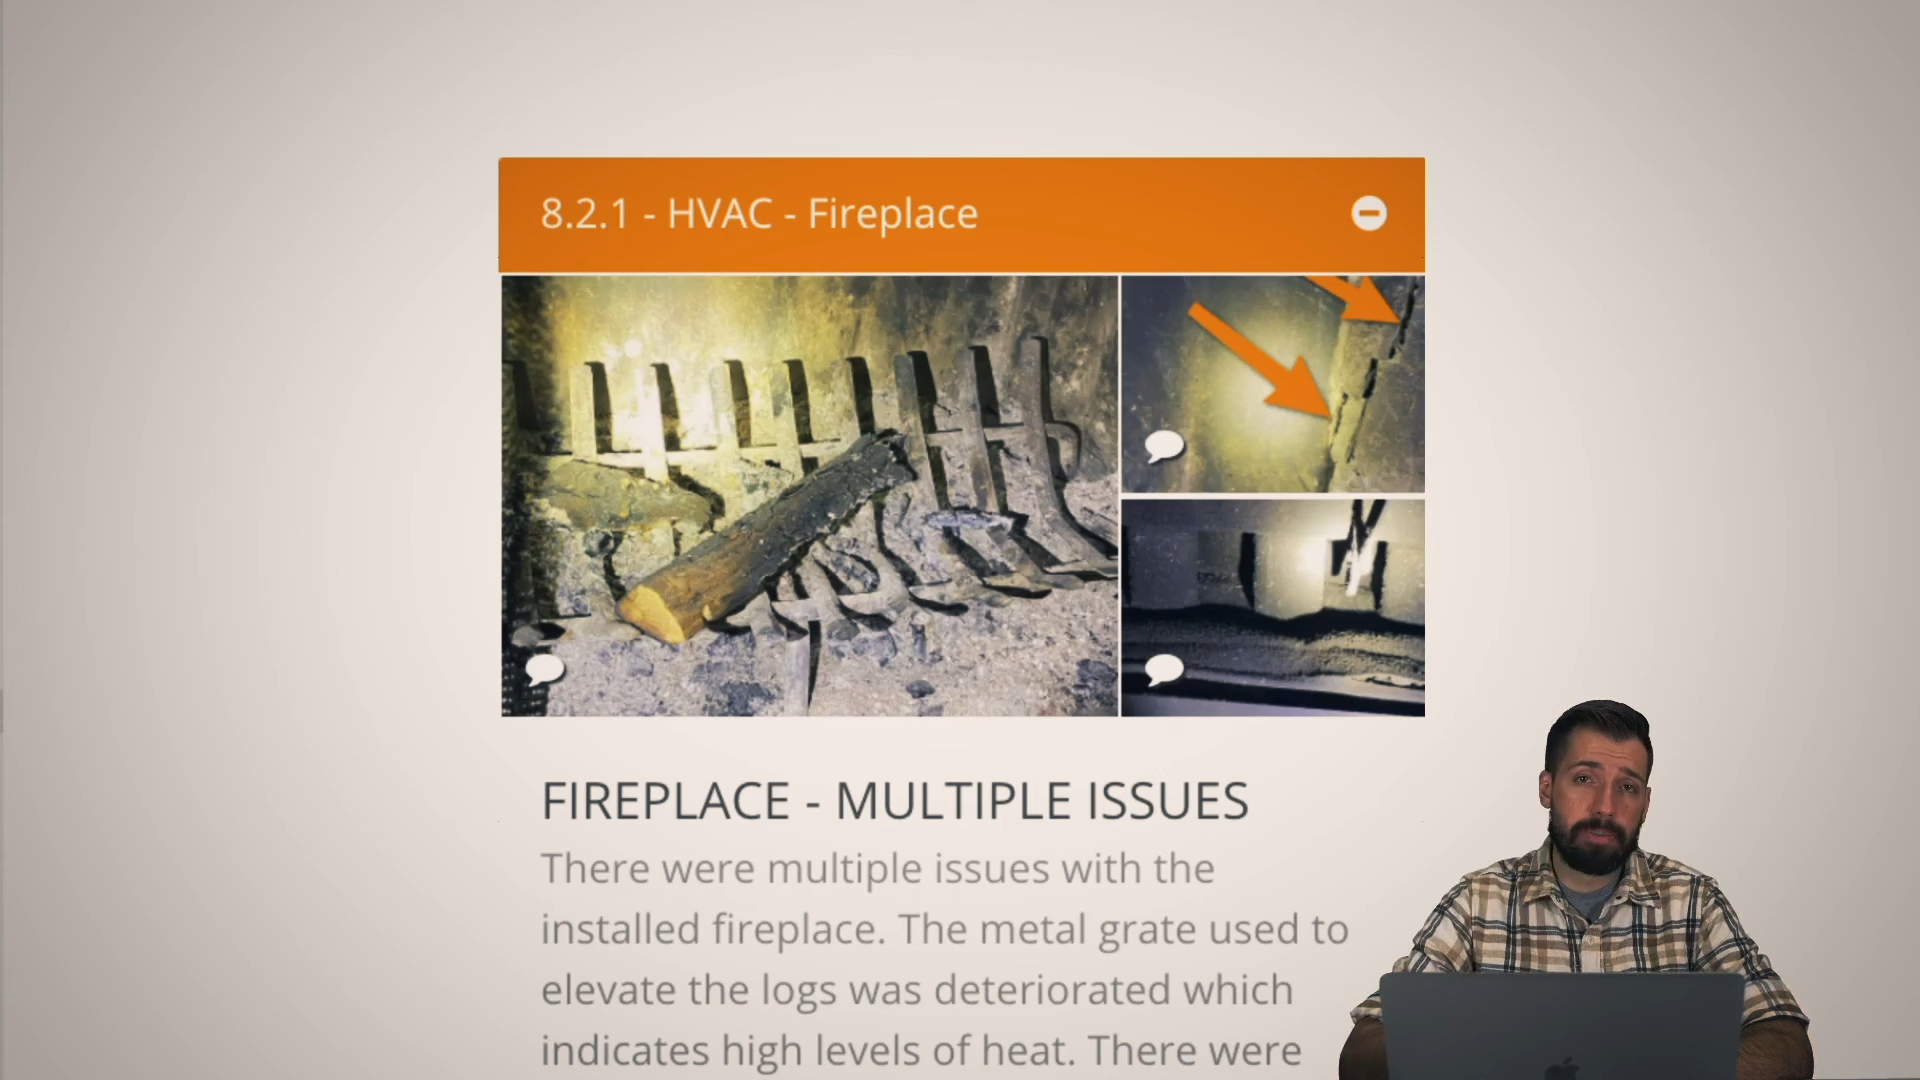 8.2.1 - HVAC - Fireplace
FIREPLACE - MULTIPLE ISSUES
There were multiple issues with the
installed fireplace. The metal grate used to
elevate the logs was deteriorated which
indicates high levels of heat. There were